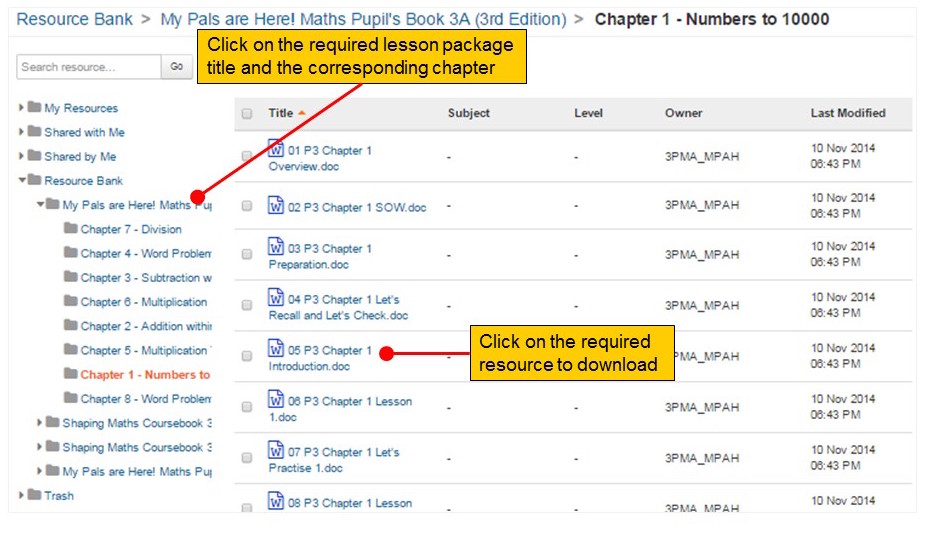 Resource Bank > My Pals are Here! Maths Pupil's Book 3A (3rd Edition) > Chapter 1 - Numbers to 10000
Click on the required lesson package
title and the corresponding chapter
Search resource...
Go
My Resources
Shared with Me
Shared by Me
Resource Bank
My Pals are Here! Maths Pup
Chapter 7 - Division
Chapter 4 - Word Problem
Chapter 3 - Subtraction w
Chapter 6 - Multiplication
Chapter 2 - Addition within
Chapter 5 - Multiplication
Chapter 1 - Numbers to
Chapter 8 - Word Problem
Shaping Maths Coursebook 3
Shaping Maths Coursebook 3
My Pals are Here! Maths Pup
Trash
Title Subject Level Owner Last Modified
01 P3 Chapter 1
Overview.doc
- - 3PMA_MPAH
10 Nov 2014
06:43 PM
02 P3 Chapter 1 SOW.doc
- - 3PMA_MPAH
10 Nov 2014
06:43 PM
03 P3 Chapter 1
Preparation.doc
- - 3PMA_MPAH
10 Nov 2014
06:43 PM
04 P3 Chapter 1 Let's
Recall and Let's Check.doc
- - 3PMA_MPAH
10 Nov 2014
06:43 PM
05 P3 Chapter 1
Introduction.doc
Click on the required
resource to download
- PMA_MPAH
10 Nov 2014
06:43 PM
06 P3 Chapter 1 Lesson
1.doc
- - 3PMA_MPAH
10 Nov 2014
06:43 PM
07 P3 Chapter 1 Let's
Practise 1.doc
- - 3PMA_MPAH
10 Nov 2014
06:43 PM
08 P3 Chapter 1 Lesson
- - 3PMA_MPAH
10 Nov 2014